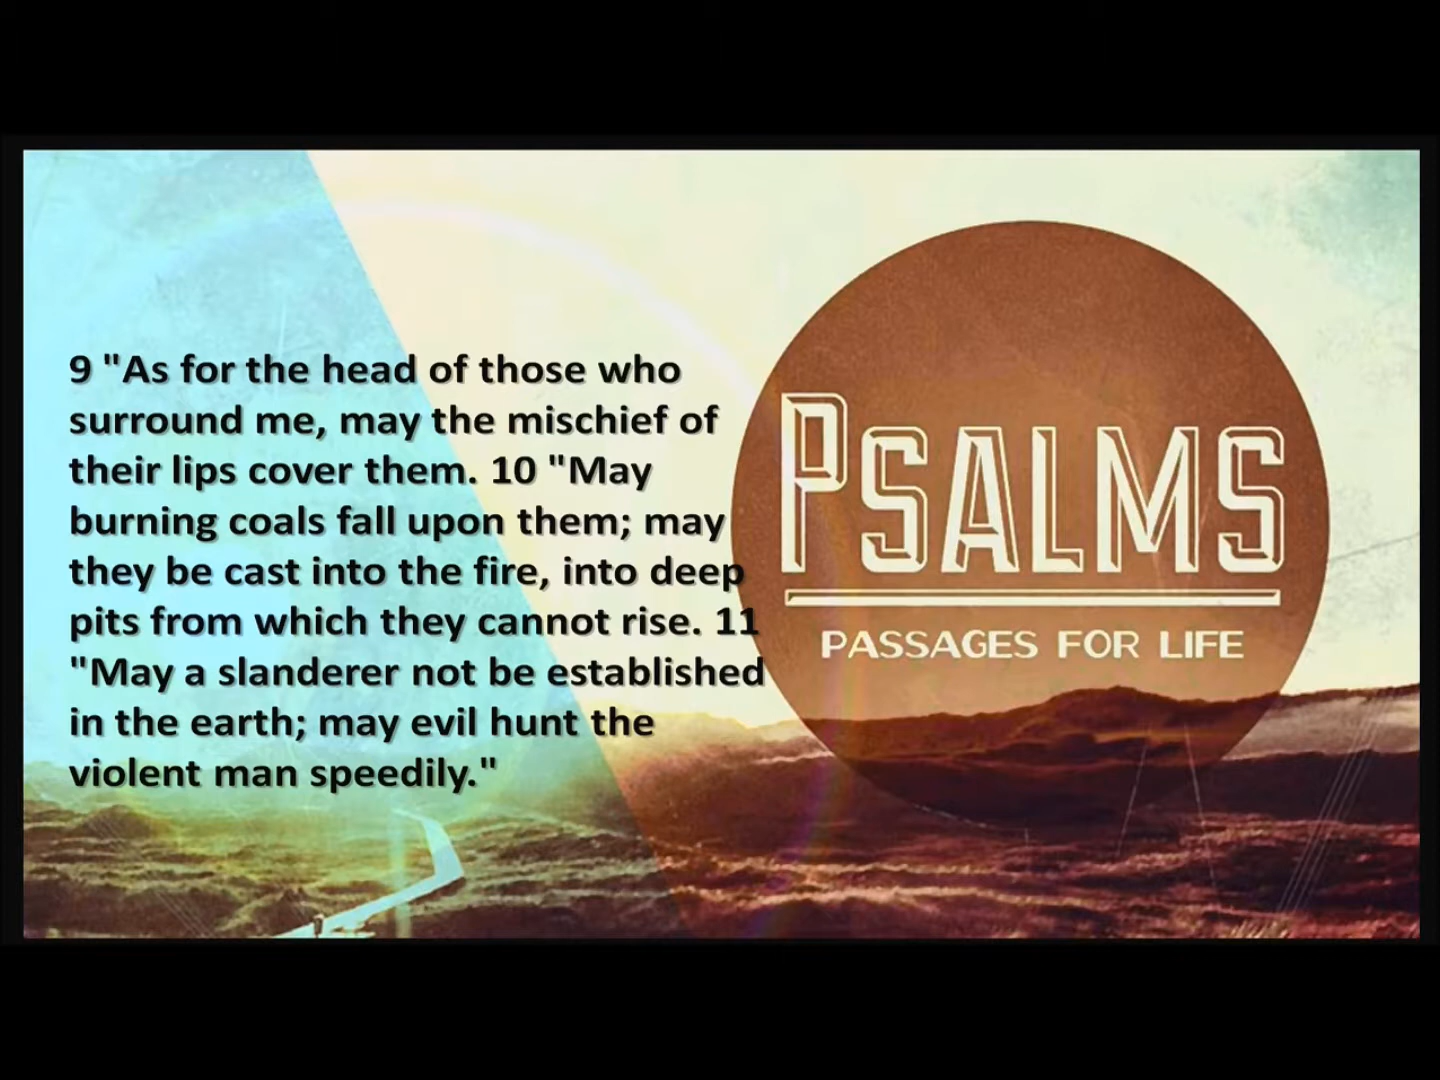 9 "As for the head of those who
surround me, may the mischief of
their lips cover them. 10 "May
burning coals fall upon them; may
they be cast into the fire, into deep
pits from which they cannot rise. 11
"May a slanderer not be established
in the earth; may evil hunt the
violent man speedily."
PSALMS
PASSAGES FOR LIFE